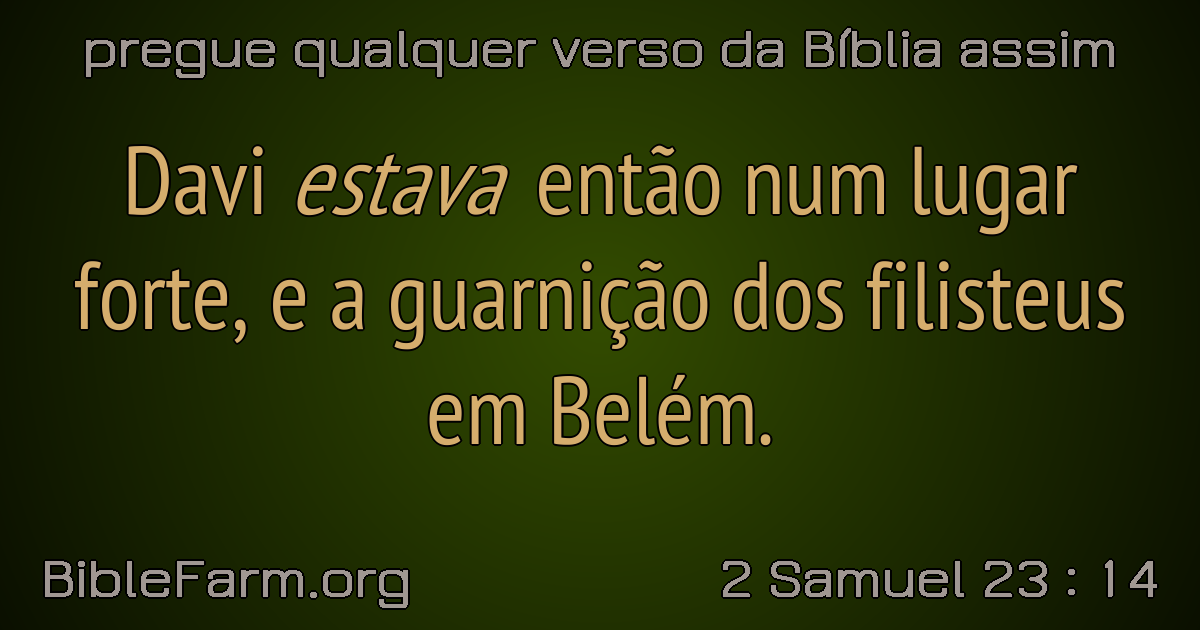 pregue qualquer verso da Bíblia assim
Davi estava então num lugar
forte, e a guarnição dos filisteus
em Belém.
BibleFarm.org
2 Samuel 23 : 14